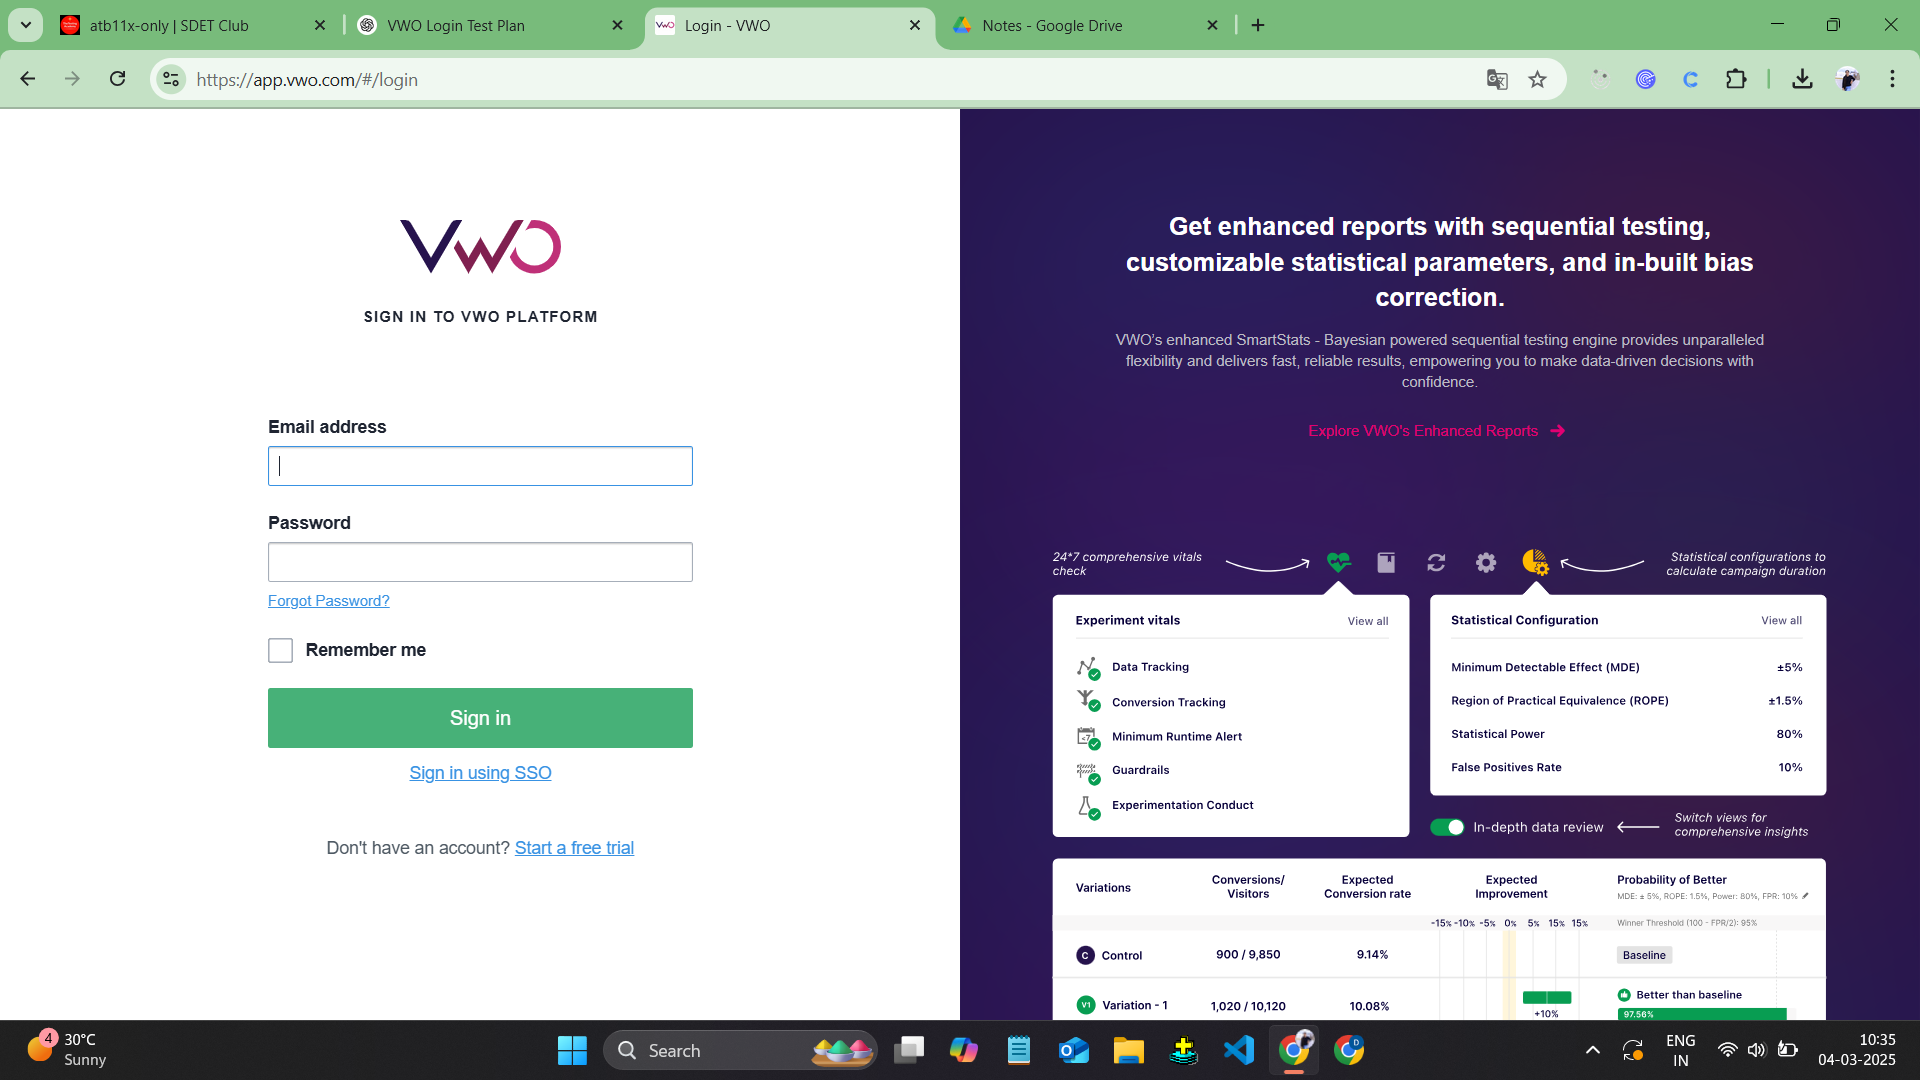 atb11x-only | SDET Club
VWO Login Test Plan
Login - VWO
Notes - Google Drive
https://app.vwo.com/#/login
VWO
SIGN IN TO VWO PLATFORM
Email address
Password
Forgot Password?
Remember me
Sign in
Sign in using SSO
Don't have an account? Start a free trial
Get enhanced reports with sequential testing,
customizable statistical parameters, and in-built bias
correction.
VWO's enhanced SmartStats - Bayesian powered sequential testing engine provides unparalleled
flexibility and delivers fast, reliable results, empowering you to make data-driven decisions with
confidence.
Explore VWO's Enhanced Reports
24*7 comprehensive vitals
check
Statistical configurations to
calculate campaign duration
Experiment vitals View all
Data Tracking
Conversion Tracking
Minimum Runtime Alert
Guardrails
Experimentation Conduct
Statistical Configuration View all
Minimum Detectable Effect (MDE) ±5%
Region of Practical Equivalence (ROPE) ±1.5%
Statistical Power 80%
False Positives Rate 10%
In-depth data review
Switch views for
comprehensive insights
Variations
Conversions/
Visitors
Expected
Conversion rate
Expected
Improvement
Probability of Better
MDE: ± 5%, ROPE: 1.5%, Power: 80%, FPR: 10%
-15% -10% -5% 0% 5% 15% 15%
Winner Threshold (100 - FPR/2): 95%
C Control 900 / 9,850 9.14% Baseline
V1 Variation - 1 1,020 / 10,120 10.08% +10%
Better than baseline
97.56%
4
30°C
Sunny
Search
ENG
IN
10:35
04-03-2025